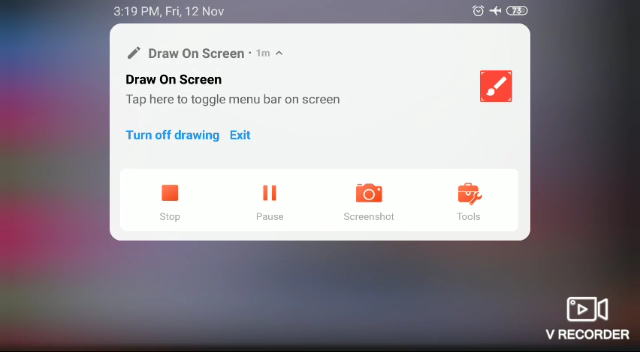 3:19 PM, Fri, 12 Nov
73
Draw On Screen · 1m
Draw On Screen
Tap here to toggle menu bar on screen
Turn off drawing Exit
Stop Pause Screenshot Tools
V RECORDER